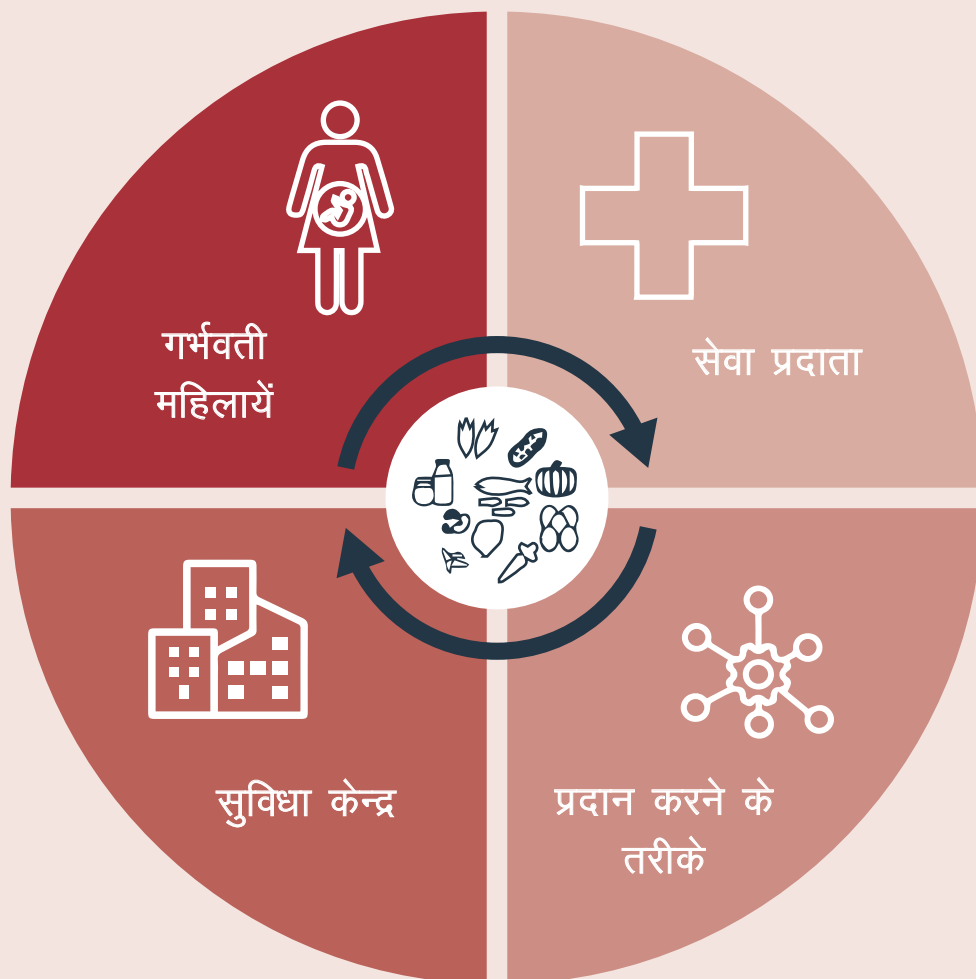 गर्भवती
महिलायें
सेवा प्रदाता
सुविधा केन्द्र
प्रदान करने के
तरीके